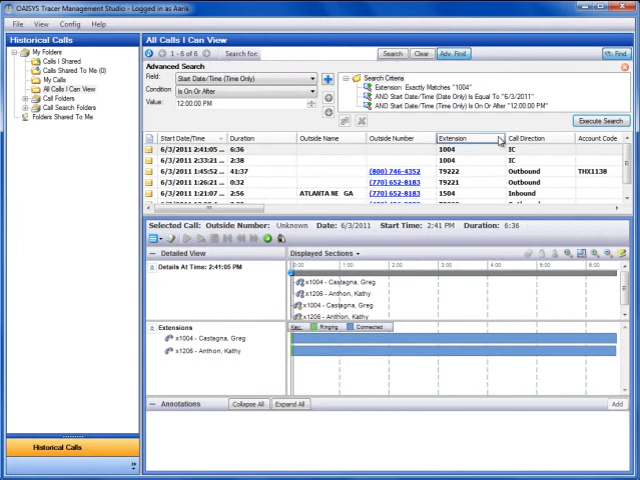 OAISYS Tracer Management Studio - Logged in as Aarik
File View Config Help
Historical Calls
My Folders
Calls I Shared
Calls Shared To Me (0)
My Calls
All Calls I Can View
Call Folders
Call Search Folders
Folders Shared To Me
Historical Calls
All Calls I Can View
1 - 6 of 6 Search for: Search Clear Adv. Find Find
Advanced Search
Field: Start Date/Time (Time Only)
Condition Is On Or After
Value: 12:00:00 PM
Search Criteria
Extension Exactly Matches "1004"
AND Start Date/Time (Date Only) Is Equal To "6/3/2011"
AND Start Date/Time (Time Only) Is On Or After "12:00:00 PM"
Execute Search
Start Date/Time Duration Outside Name Outside Number Extension Call Direction Account Code
6/3/2011 2:41:05 ... 6:36 1004 IC
6/3/2011 2:33:21 ... 2:38 1004 IC
6/3/2011 1:45:52 ... 41:37 (800) 746-4352 T9222 Outbound THX1138
6/3/2011 1:26:21 ... 0:32 (770) 652-8183 T9221 Outbound
6/3/2011 1:21:07 ... 2:56 ATLANTA NE GA (770) 652-8183 1504 Inbound
Selected Call: Outside Number: Unknown Date: 6/3/2011 Start Time: 2:41 PM Duration: 6:36
Detailed View Displayed Sections
Details At Time: 2:41:05 PM
0:00 1:00 2:00 3:00 4:00 5:00 6:00
x1004 - Castagna, Greg
x1206 - Anthon, Kathy
x1004 - Castagna, Greg
x1206 - Anthon, Kathy
Extensions
Key: Ringing Connected
x1004 - Castagna, Greg
x1206 - Anthon, Kathy
Annotations Collapse All Expand All Add